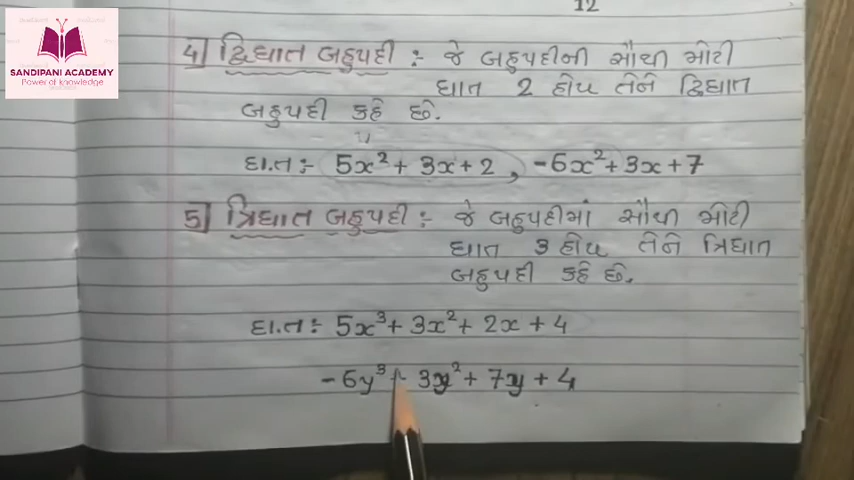 12
SANDIPANI ACADEMY
Power of knowledge
4] દ્વિઘાત બહુપદી :- જે બહુપદીની સૌથી મોટી
ઘાત 2 હોય તેને દ્વિઘાત
બહુપદી કહે છે.
દા.ત :- 5x² + 3x + 2 , -6x² + 3x + 7
5] ત્રિઘાત બહુપદી :- જે બહુપદીમાં સૌથી મોટી
ઘાત 3 હોય તેને ત્રિઘાત
બહુપદી કહે છે.
દા.ત :- 5x³ + 3x² + 2x + 4
-6y³ + 3y² + 7y + 4